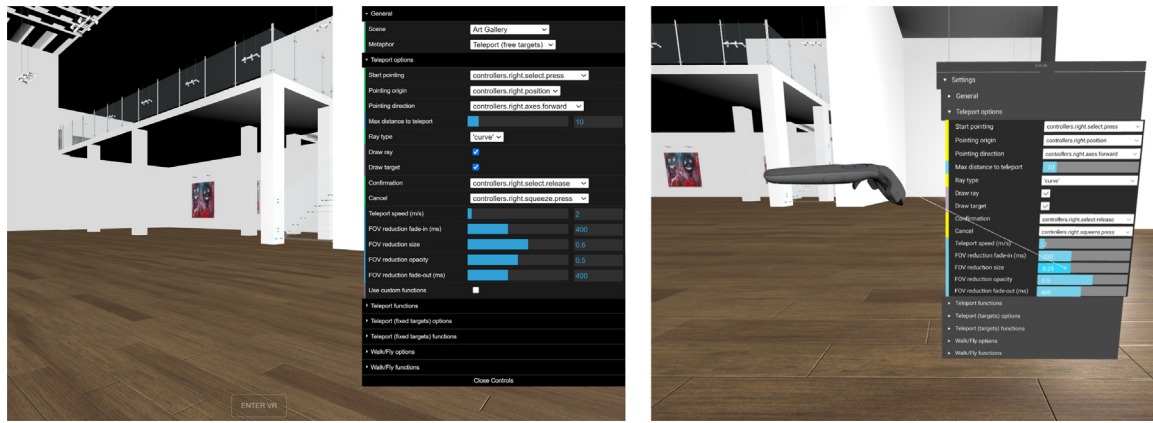 General
Scene Art Gallery
Metaphor Teleport (free targets)
Teleport options
Start pointing controllers.right.select.press
Pointing origin controllers.right.position
Pointing direction controllers.right.axes.forward
Max distance to teleport 10
Ray type 'curve'
Draw ray
Draw target
Confirmation controllers.right.select.release
Cancel controllers.right.squeeze.press
Teleport speed (m/s) 2
FOV reduction fade-in (ms) 400
FOV reduction size 0.6
FOV reduction opacity 0.5
FOV reduction fade-out (ms) 400
Use custom functions
Teleport functions
Teleport (fixed targets) options
Teleport (fixed targets) functions
Walk/Fly options
Walk/Fly functions
Close Controls
ENTER VR
Settings
General
Teleport options
Start pointing controllers.right.select.press
Pointing origin controllers.right.position
Pointing direction controllers.right.axes.forward
Max distance to teleport 10
Ray type 'curve'
Draw ray
Draw target
Confirmation controllers.right.select.release
Cancel controllers.right.squeeze.press
Teleport speed (m/s)
FOV reduction fade-in (ms)
FOV reduction size 0.29
FOV reduction opacity 0.5
FOV reduction fade-out (ms) 400
Teleport functions
Teleport (targets) options
Teleport (targets) functions
Walk/Fly options
Walk/Fly functions